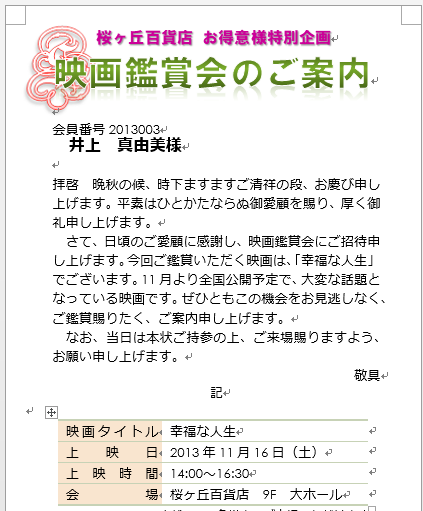 桜ヶ丘百貨店 お得意様特別企画
映画鑑賞会のご案内
会員番号 2013003
井上　真由美様
拝啓　晩秋の候、時下ますますご清祥の段、お慶び申し
上げます。平素はひとかたならぬ御愛顧を賜り、厚く御
礼申し上げます。
　さて、日頃のご愛顧に感謝し、映画鑑賞会にご招待申
し上げます。今回ご鑑賞いただく映画は、「幸福な人生」
でございます。11 月より全国公開予定で、大変な話題と
なっている映画です。ぜひともこの機会をお見逃しなく、
ご鑑賞賜りたく、ご案内申し上げます。
　なお、当日は本状ご持参の上、ご来場賜りますよう、
お願い申し上げます。
敬具
記
映画タイトル 幸福な人生
上映日 2013 年 11 月 16 日（土）
上映時間 14:00～16:30
会場 桜ヶ丘百貨店　9F　大ホール